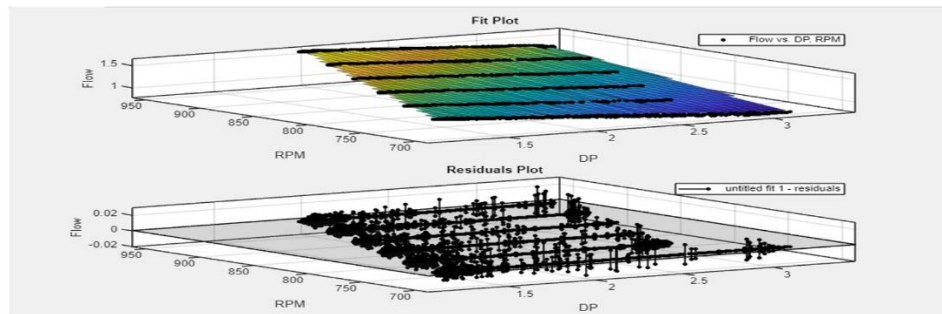 Fit Plot
Flow vs. DP, RPM
1.5
1
Flow
950
900
850
800
750
700
RPM
1.5
2
2.5
3
DP
Residuals Plot
untitled fit 1 - residuals
0.02
0
-0.02
Flow
950
900
850
800
750
700
RPM
1.5
2
2.5
3
DP